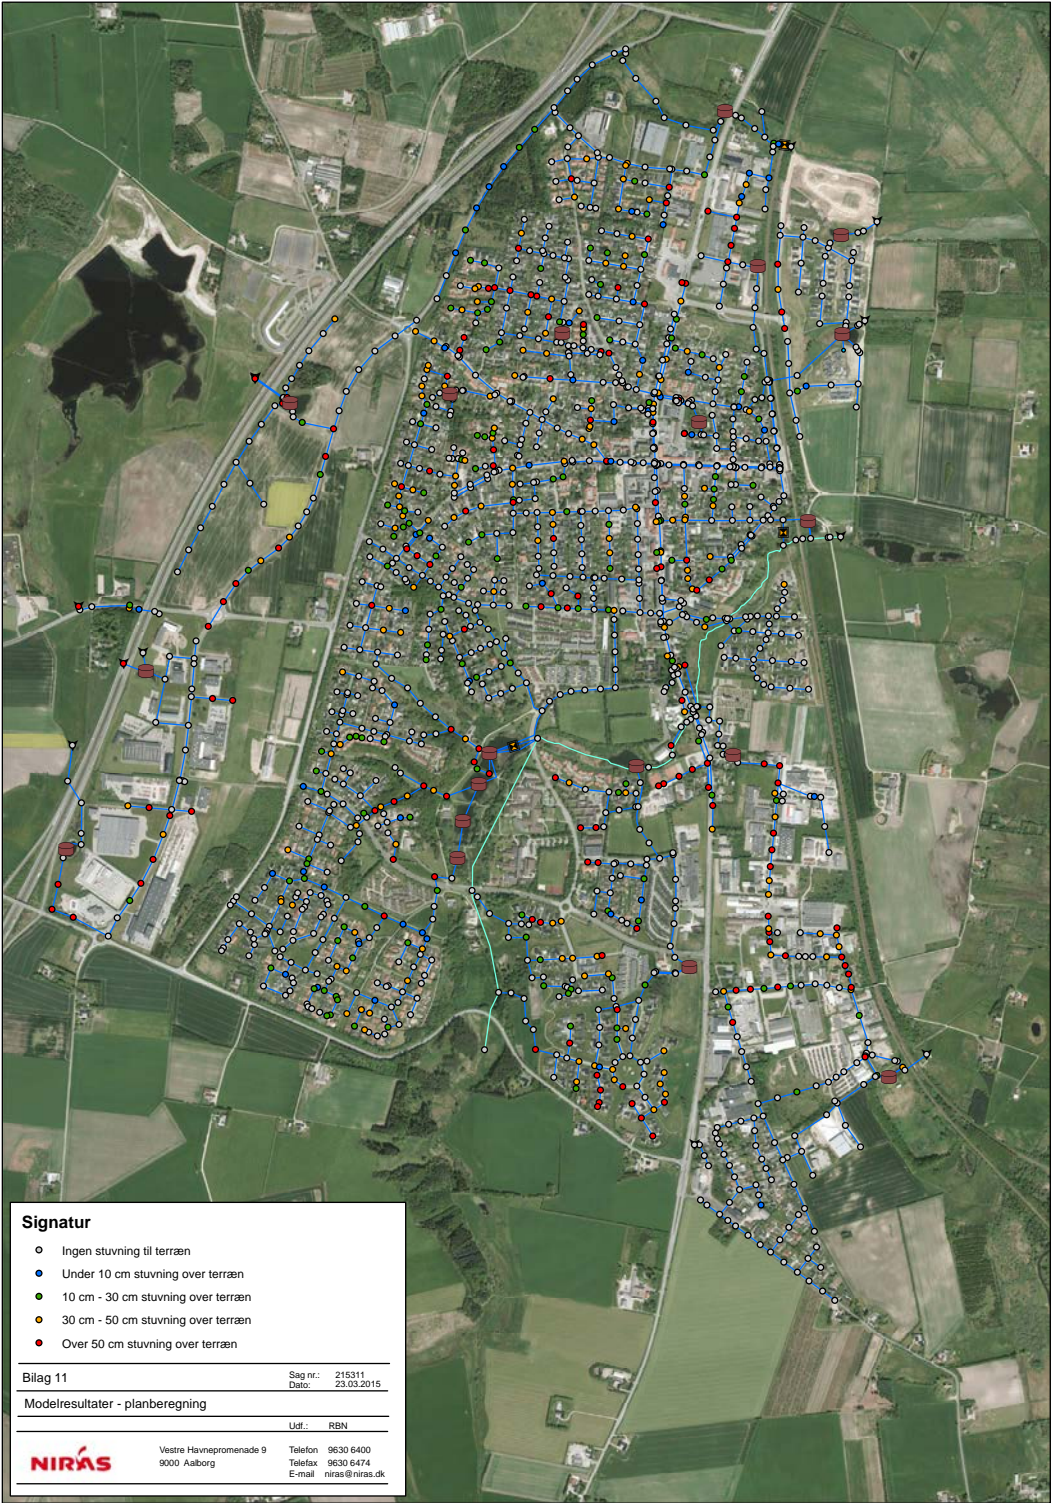 Signatur
Ingen stuvning til terræn
Under 10 cm stuvning over terræn
10 cm - 30 cm stuvning over terræn
30 cm - 50 cm stuvning over terræn
Over 50 cm stuvning over terræn
Bilag 11
Sag nr.: 215311
Dato: 23.03.2015
Modelresultater - planberegning
Udf.: RBN
NIRAS
Vestre Havnepromenade 9
9000 Aalborg
Telefon 9630 6400
Telefax 9630 6474
E-mail niras@niras.dk